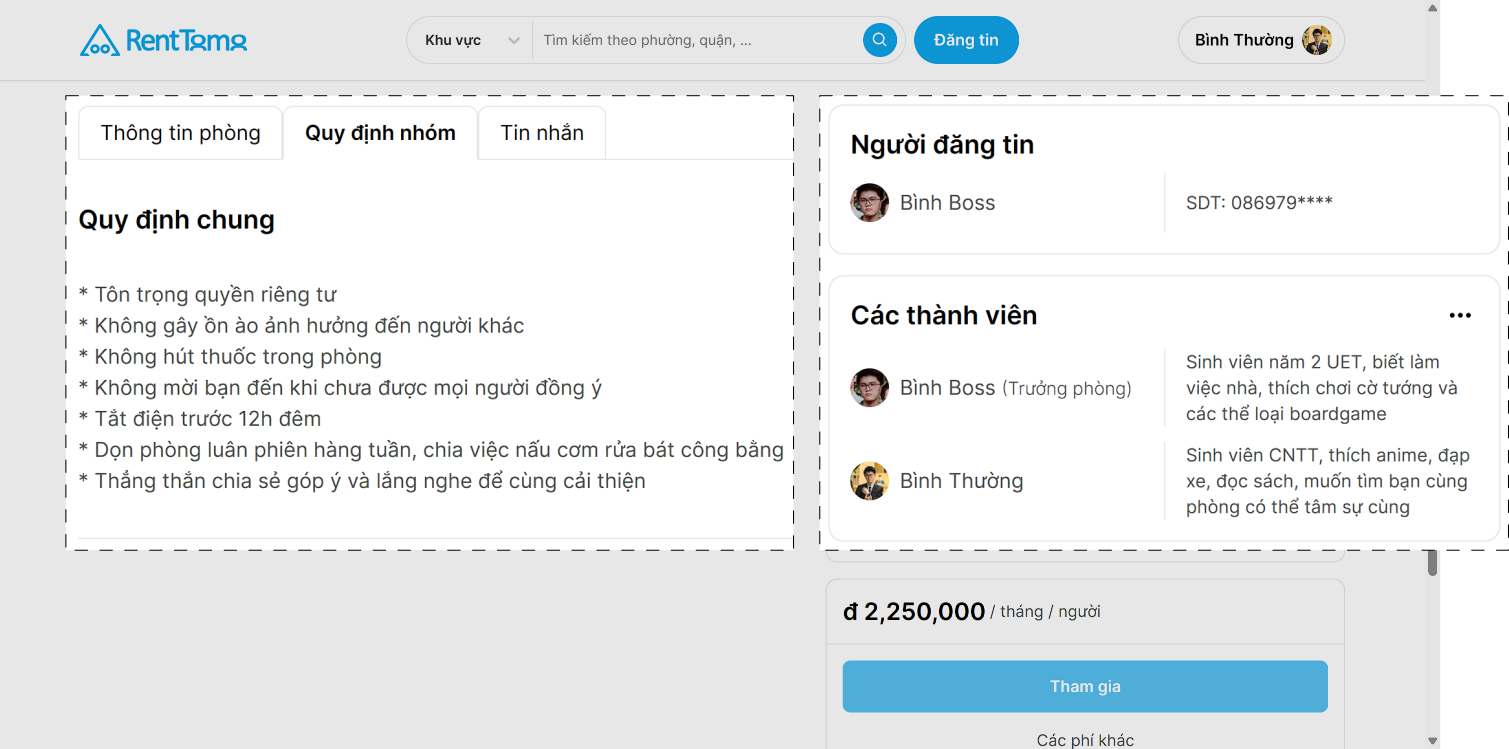 RentTomo
Khu vực
Tìm kiếm theo phường, quận, ...
Đăng tin
Bình Thường
Thông tin phòng
Quy định nhóm
Tin nhắn
Quy định chung
* Tôn trọng quyền riêng tư
* Không gây ồn ào ảnh hưởng đến người khác
* Không hút thuốc trong phòng
* Không mời bạn đến khi chưa được mọi người đồng ý
* Tắt điện trước 12h đêm
* Dọn phòng luân phiên hàng tuần, chia việc nấu cơm rửa bát công bằng
* Thẳng thắn chia sẻ góp ý và lắng nghe để cùng cải thiện
Người đăng tin
Bình Boss
SDT: 086979****
Các thành viên
Bình Boss (Trưởng phòng)
Sinh viên năm 2 UET, biết làm
việc nhà, thích chơi cờ tướng và
các thể loại boardgame
Bình Thường
Sinh viên CNTT, thích anime, đạp
xe, đọc sách, muốn tìm bạn cùng
phòng có thể tâm sự cùng
đ 2,250,000 / tháng / người
Tham gia
Các phí khác